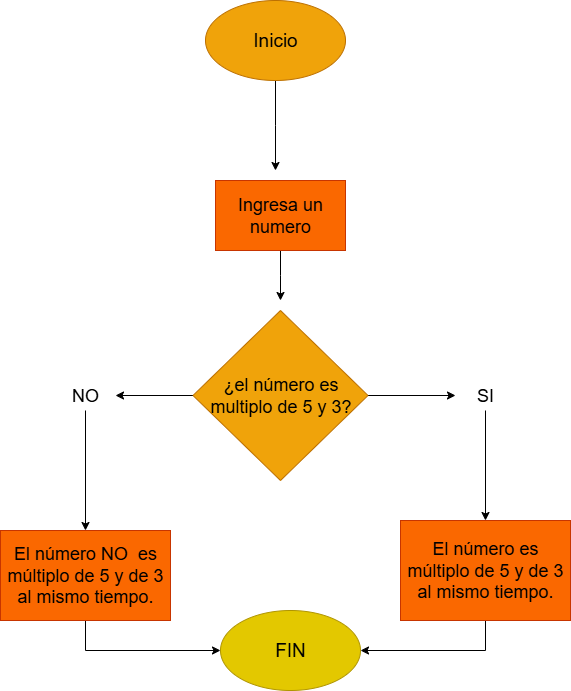 Inicio
Ingresa un
numero
¿el número es
multiplo de 5 y 3?
NO
SI
El número NO  es
múltiplo de 5 y de 3
al mismo tiempo.
El número es
múltiplo de 5 y de 3
al mismo tiempo.
FIN